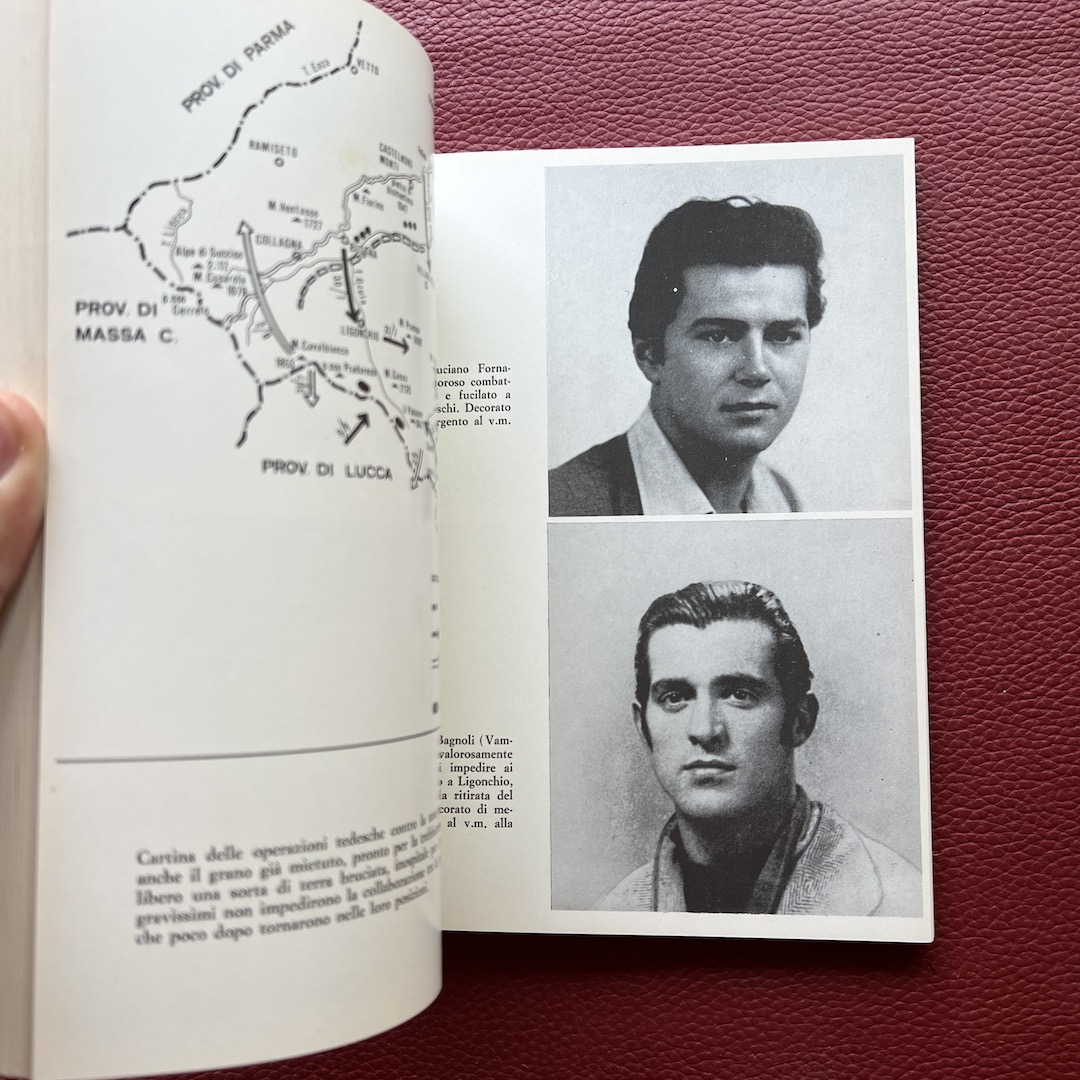 PROV. DI PARMA
T. Enza
VETTO
RAMISETO
CASTELNOVO
MONTI
M. Ventasso
1727
COLLAGNA
Alpe di Succiso
PROV. DI
MASSA C.
Cerreto
LIGONCHIO
M. Cavalbianco
PROV. DI LUCCA
Cartina delle operazioni tedesche contro la
anche il grano già mietuto, pronto per la
libero una sorta di terra bruciata,
gravissimi non impedirono la collaborazione
che poco dopo tornarono nelle loro posizioni.
uciano Forna-
oroso combat-
e fucilato a
schi. Decorato
rgento al v.m.
Bagnoli (Vam-
valorosamente
i impedire ai
o a Ligonchio,
la ritirata del
corato di me-
al v.m. alla